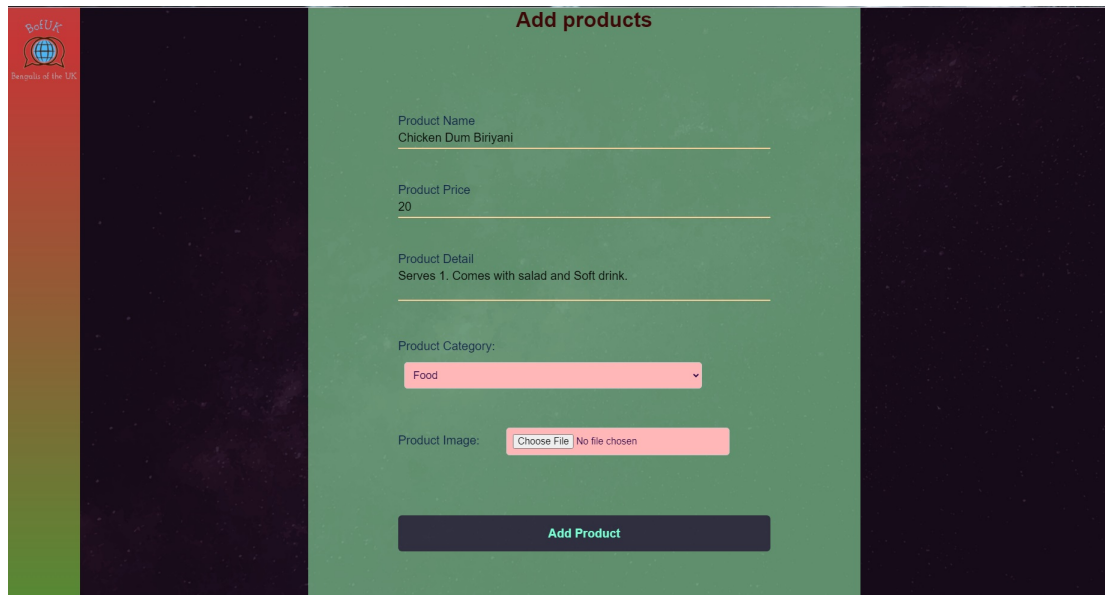 BofUK
Bengalis of the UK
Add products
Product Name
Chicken Dum Biriyani
Product Price
20
Product Detail
Serves 1. Comes with salad and Soft drink.
Product Category:
Food
Product Image:
Choose File No file chosen
Add Product